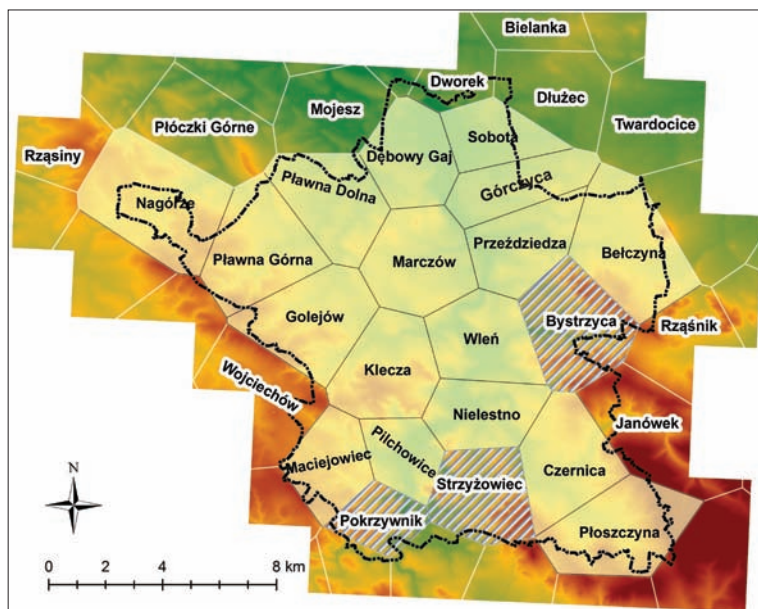 Bielanka
Dworek
Dłużec
Mojesz
Płóczki Górne
Twardocice
Sobota
Rząsiny
Dębowy Gaj
Pławna Dolna
Górczyca
Nagórze
Przeździedza
Bełczyna
Pławna Górna
Marczów
Golejów
Bystrzyca
Rząśnik
Wleń
Klecza
Wojciechów
Nielestno
Janówek
Pilchowice
Maciejowiec
Czernica
Strzyżowiec
N
Pokrzywnik
Płoszczyna
0 2 4 8 km